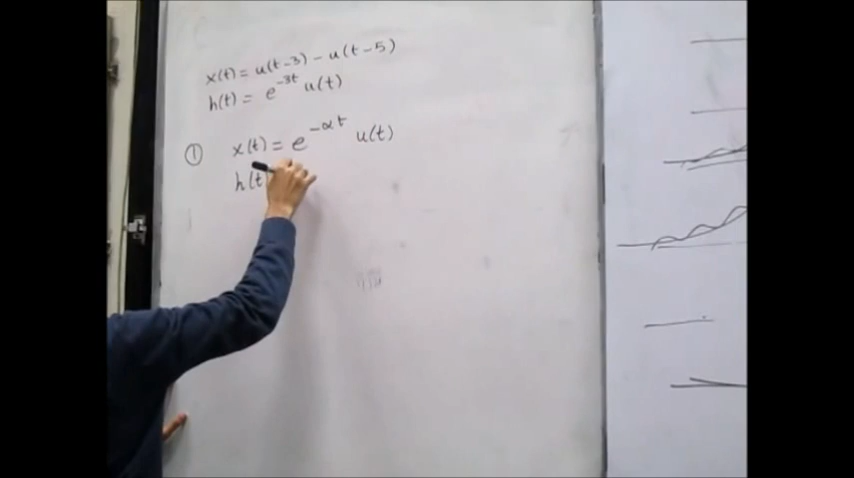 x(t) = u(t-3) - u(t-5)
h(t) = e^{-3t} u(t)
① x(t) = e^{-αt} u(t)
h(t